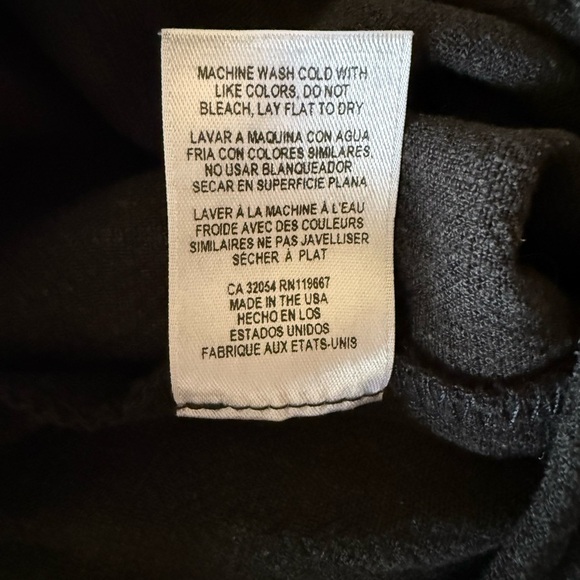 MACHINE WASH COLD WITH
LIKE COLORS, DO NOT
BLEACH, LAY FLAT TO DRY
LAVAR A MAQUINA CON AGUA
FRIA CON COLORES SIMILARES,
NO USAR BLANQUEADOR
SECAR EN SUPERFICIE PLANA
LAVER À LA MACHINE À L'EAU
FROIDE AVEC DES COULEURS
SIMILAIRES NE PAS JAVELLISER
SÉCHER À PLAT
CA 32054 RN119667
MADE IN THE USA
HECHO EN LOS
ESTADOS UNIDOS
FABRIQUE AUX ETATS-UNIS